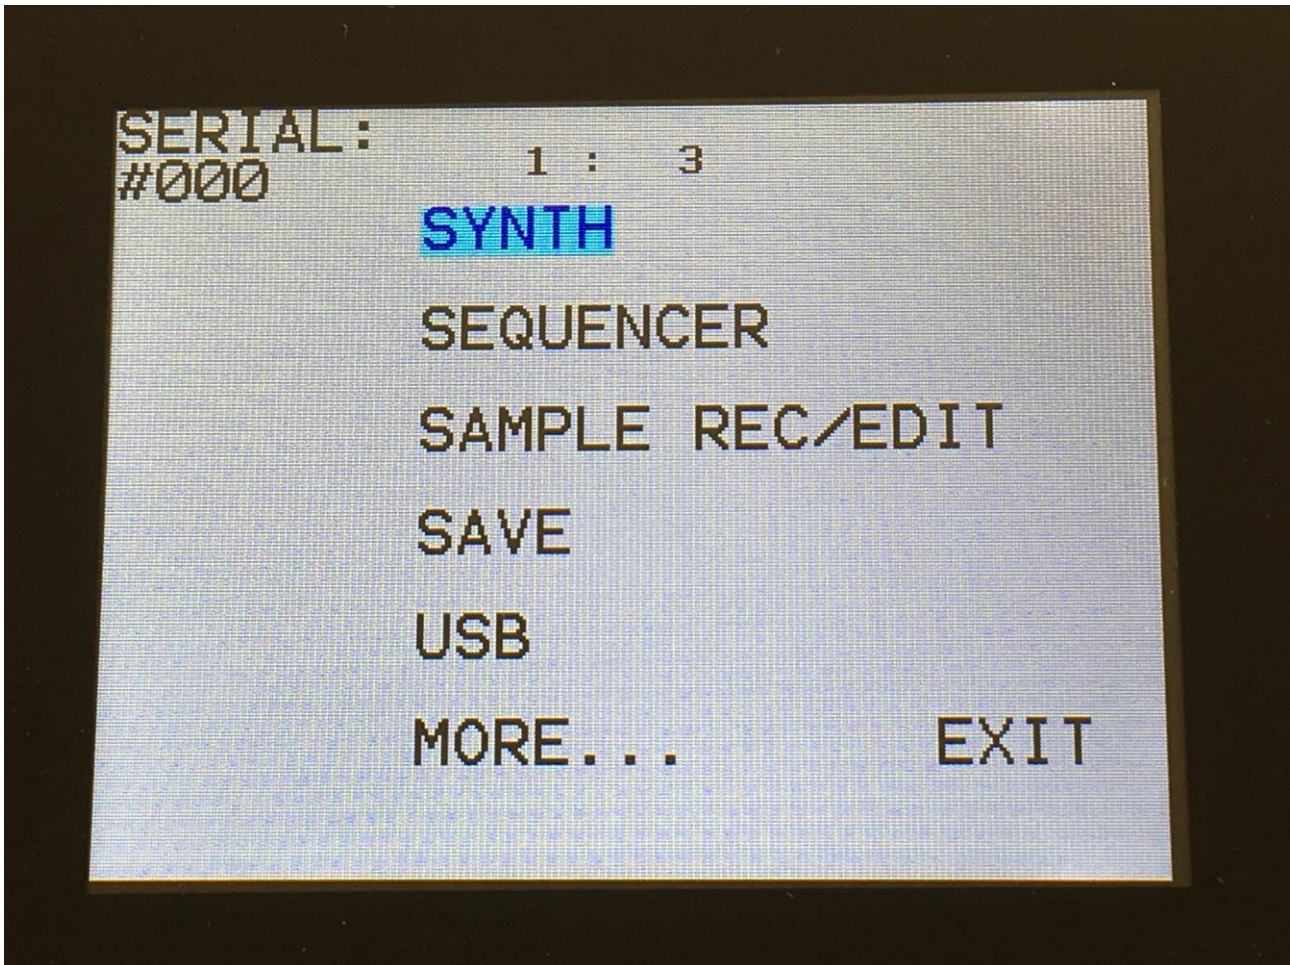 SERIAL:
#000
1 : 3
SYNTH
SEQUENCER
SAMPLE REC/EDIT
SAVE
USB
MORE... EXIT